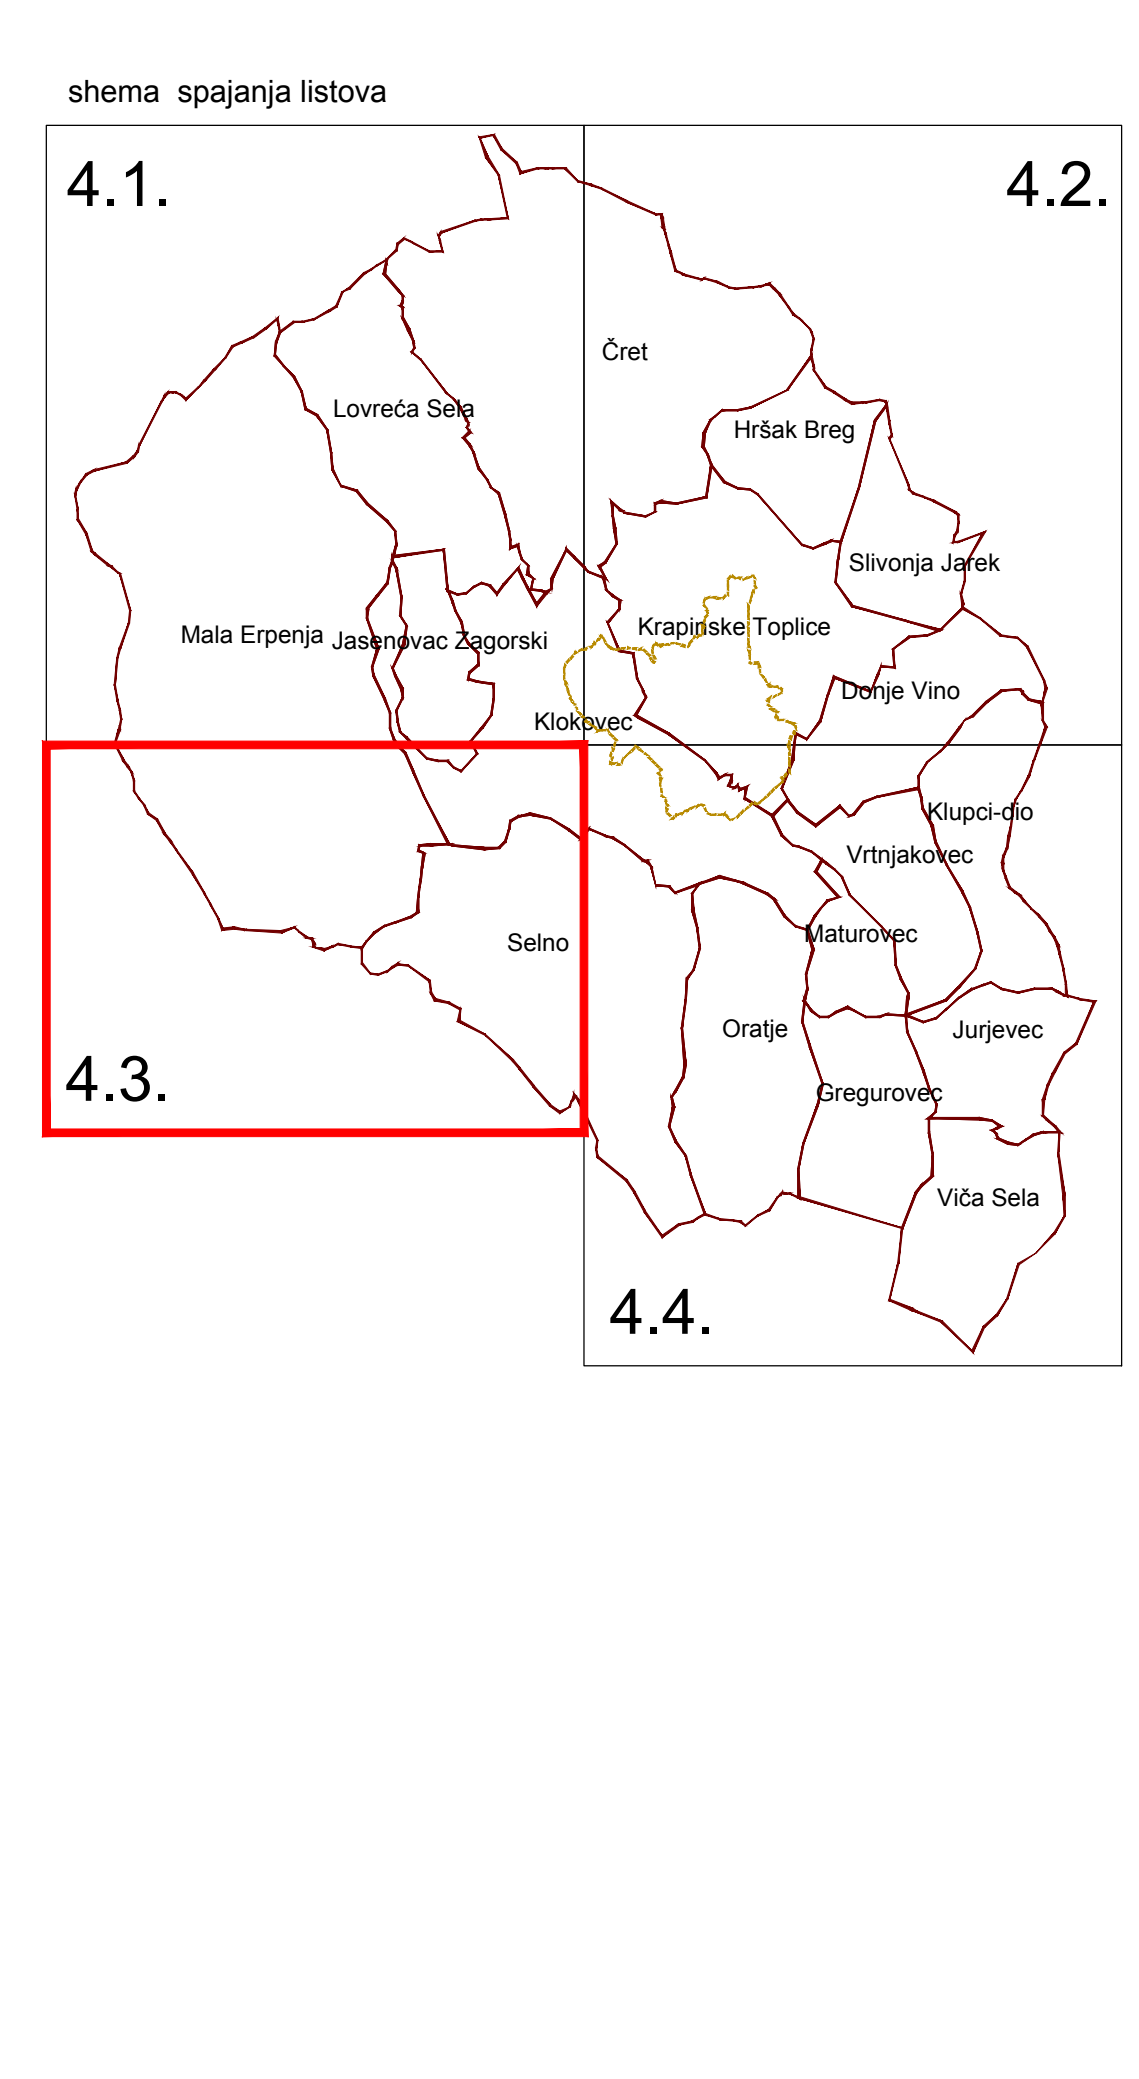 shema spajanja listova
4.1.
4.2.
Čret
Lovreća Sela
Hršak Breg
Slivonja Jarek
Mala Erpenja
Jasenovac Zagorski
Krapinske Toplice
Donje Vino
Klokovec
Klupci-dio
Vrtnjakovec
Maturovec
Selno
Oratje
Jurjevec
4.3.
Gregurovec
Viča Sela
4.4.